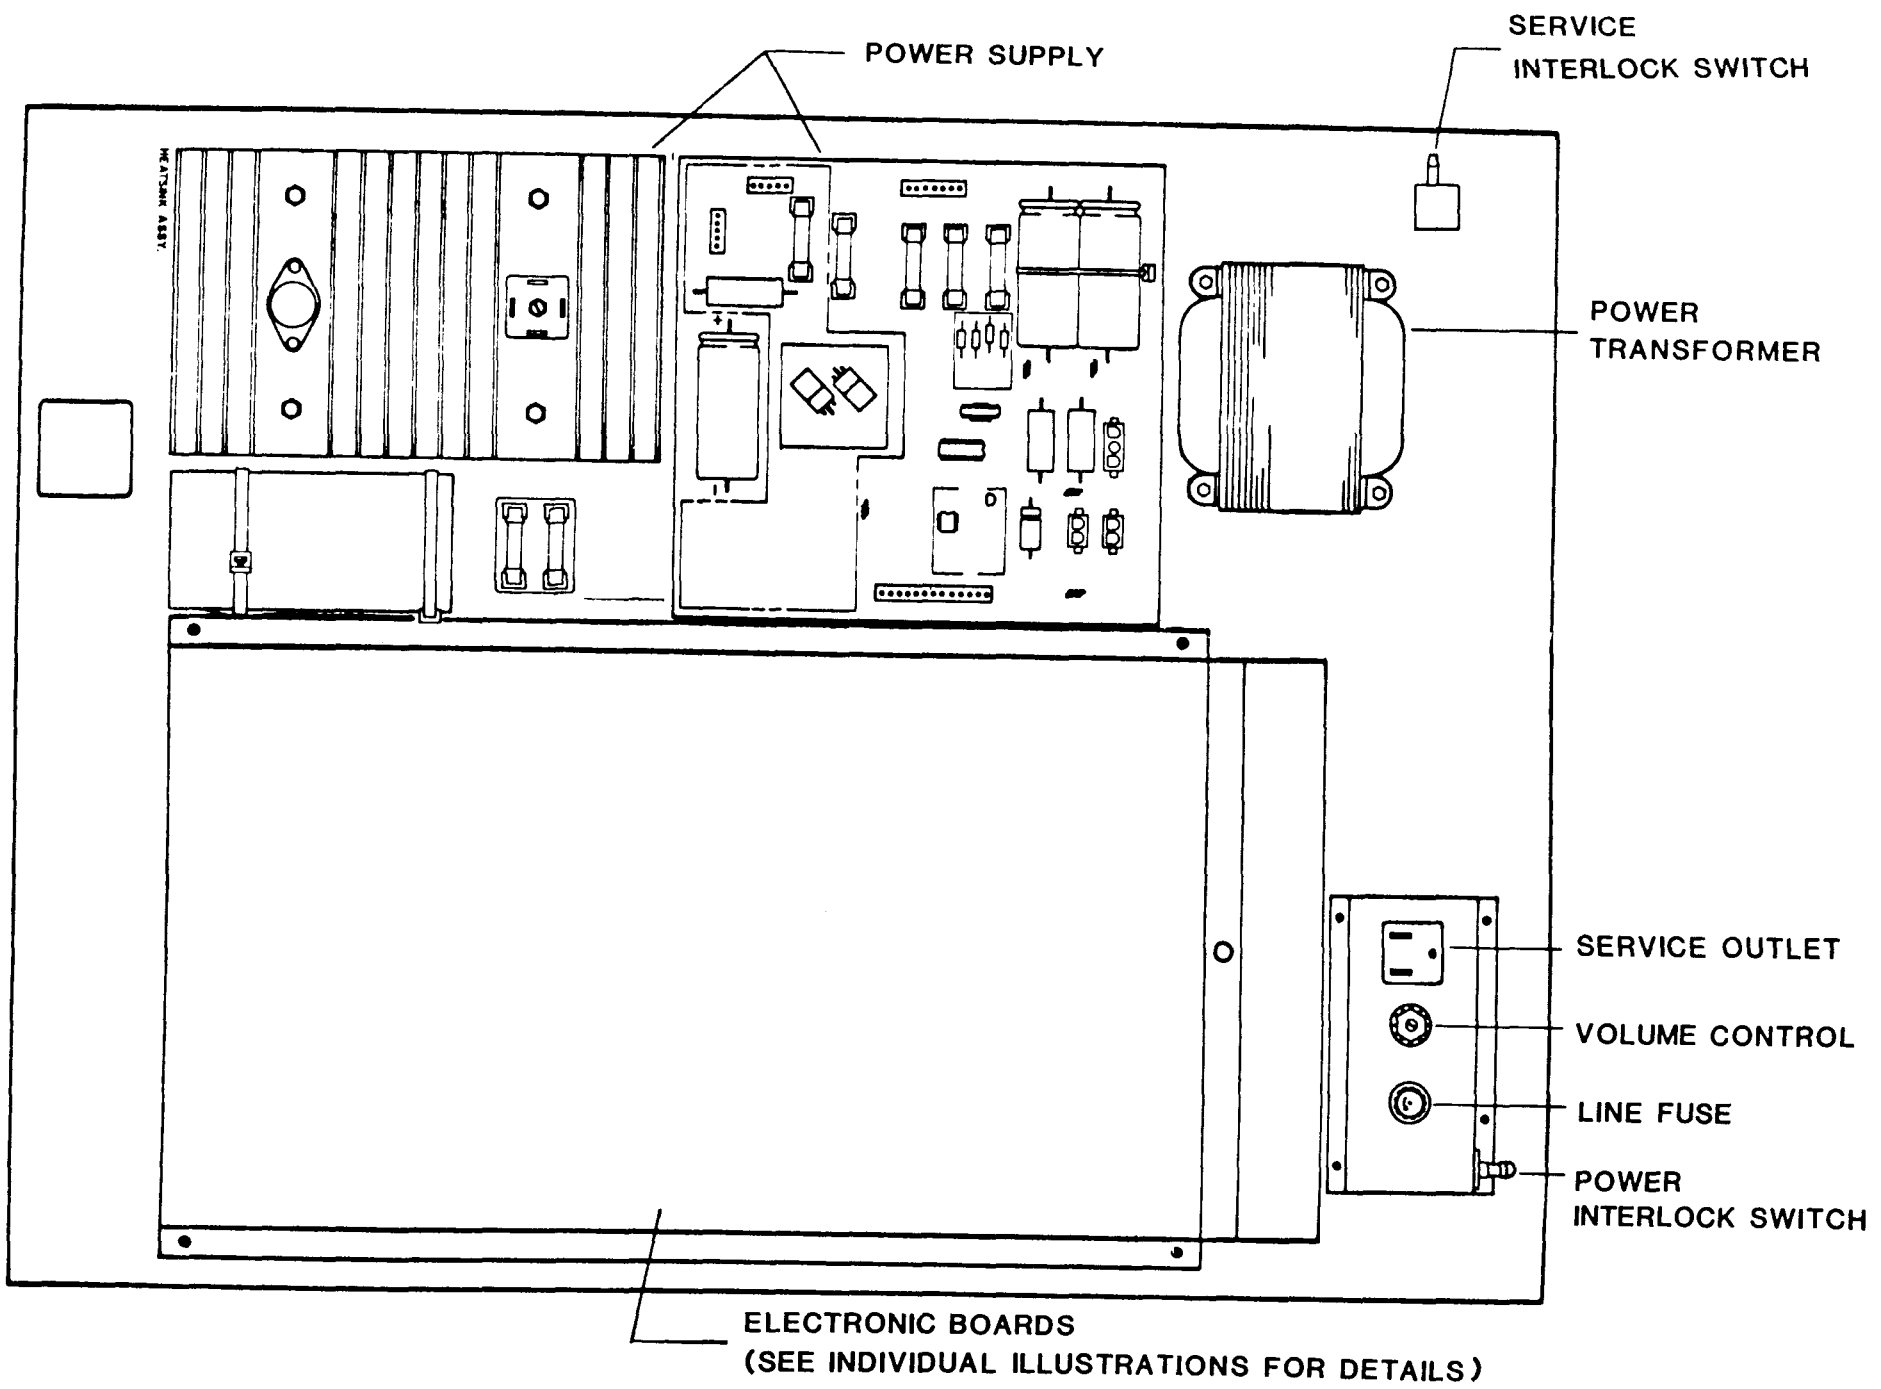 SERVICE
INTERLOCK SWITCH
POWER SUPPLY
HEATSINK ASSY.
POWER
TRANSFORMER
SERVICE OUTLET
VOLUME CONTROL
LINE FUSE
POWER
INTERLOCK SWITCH
ELECTRONIC BOARDS
(SEE INDIVIDUAL ILLUSTRATIONS FOR DETAILS)